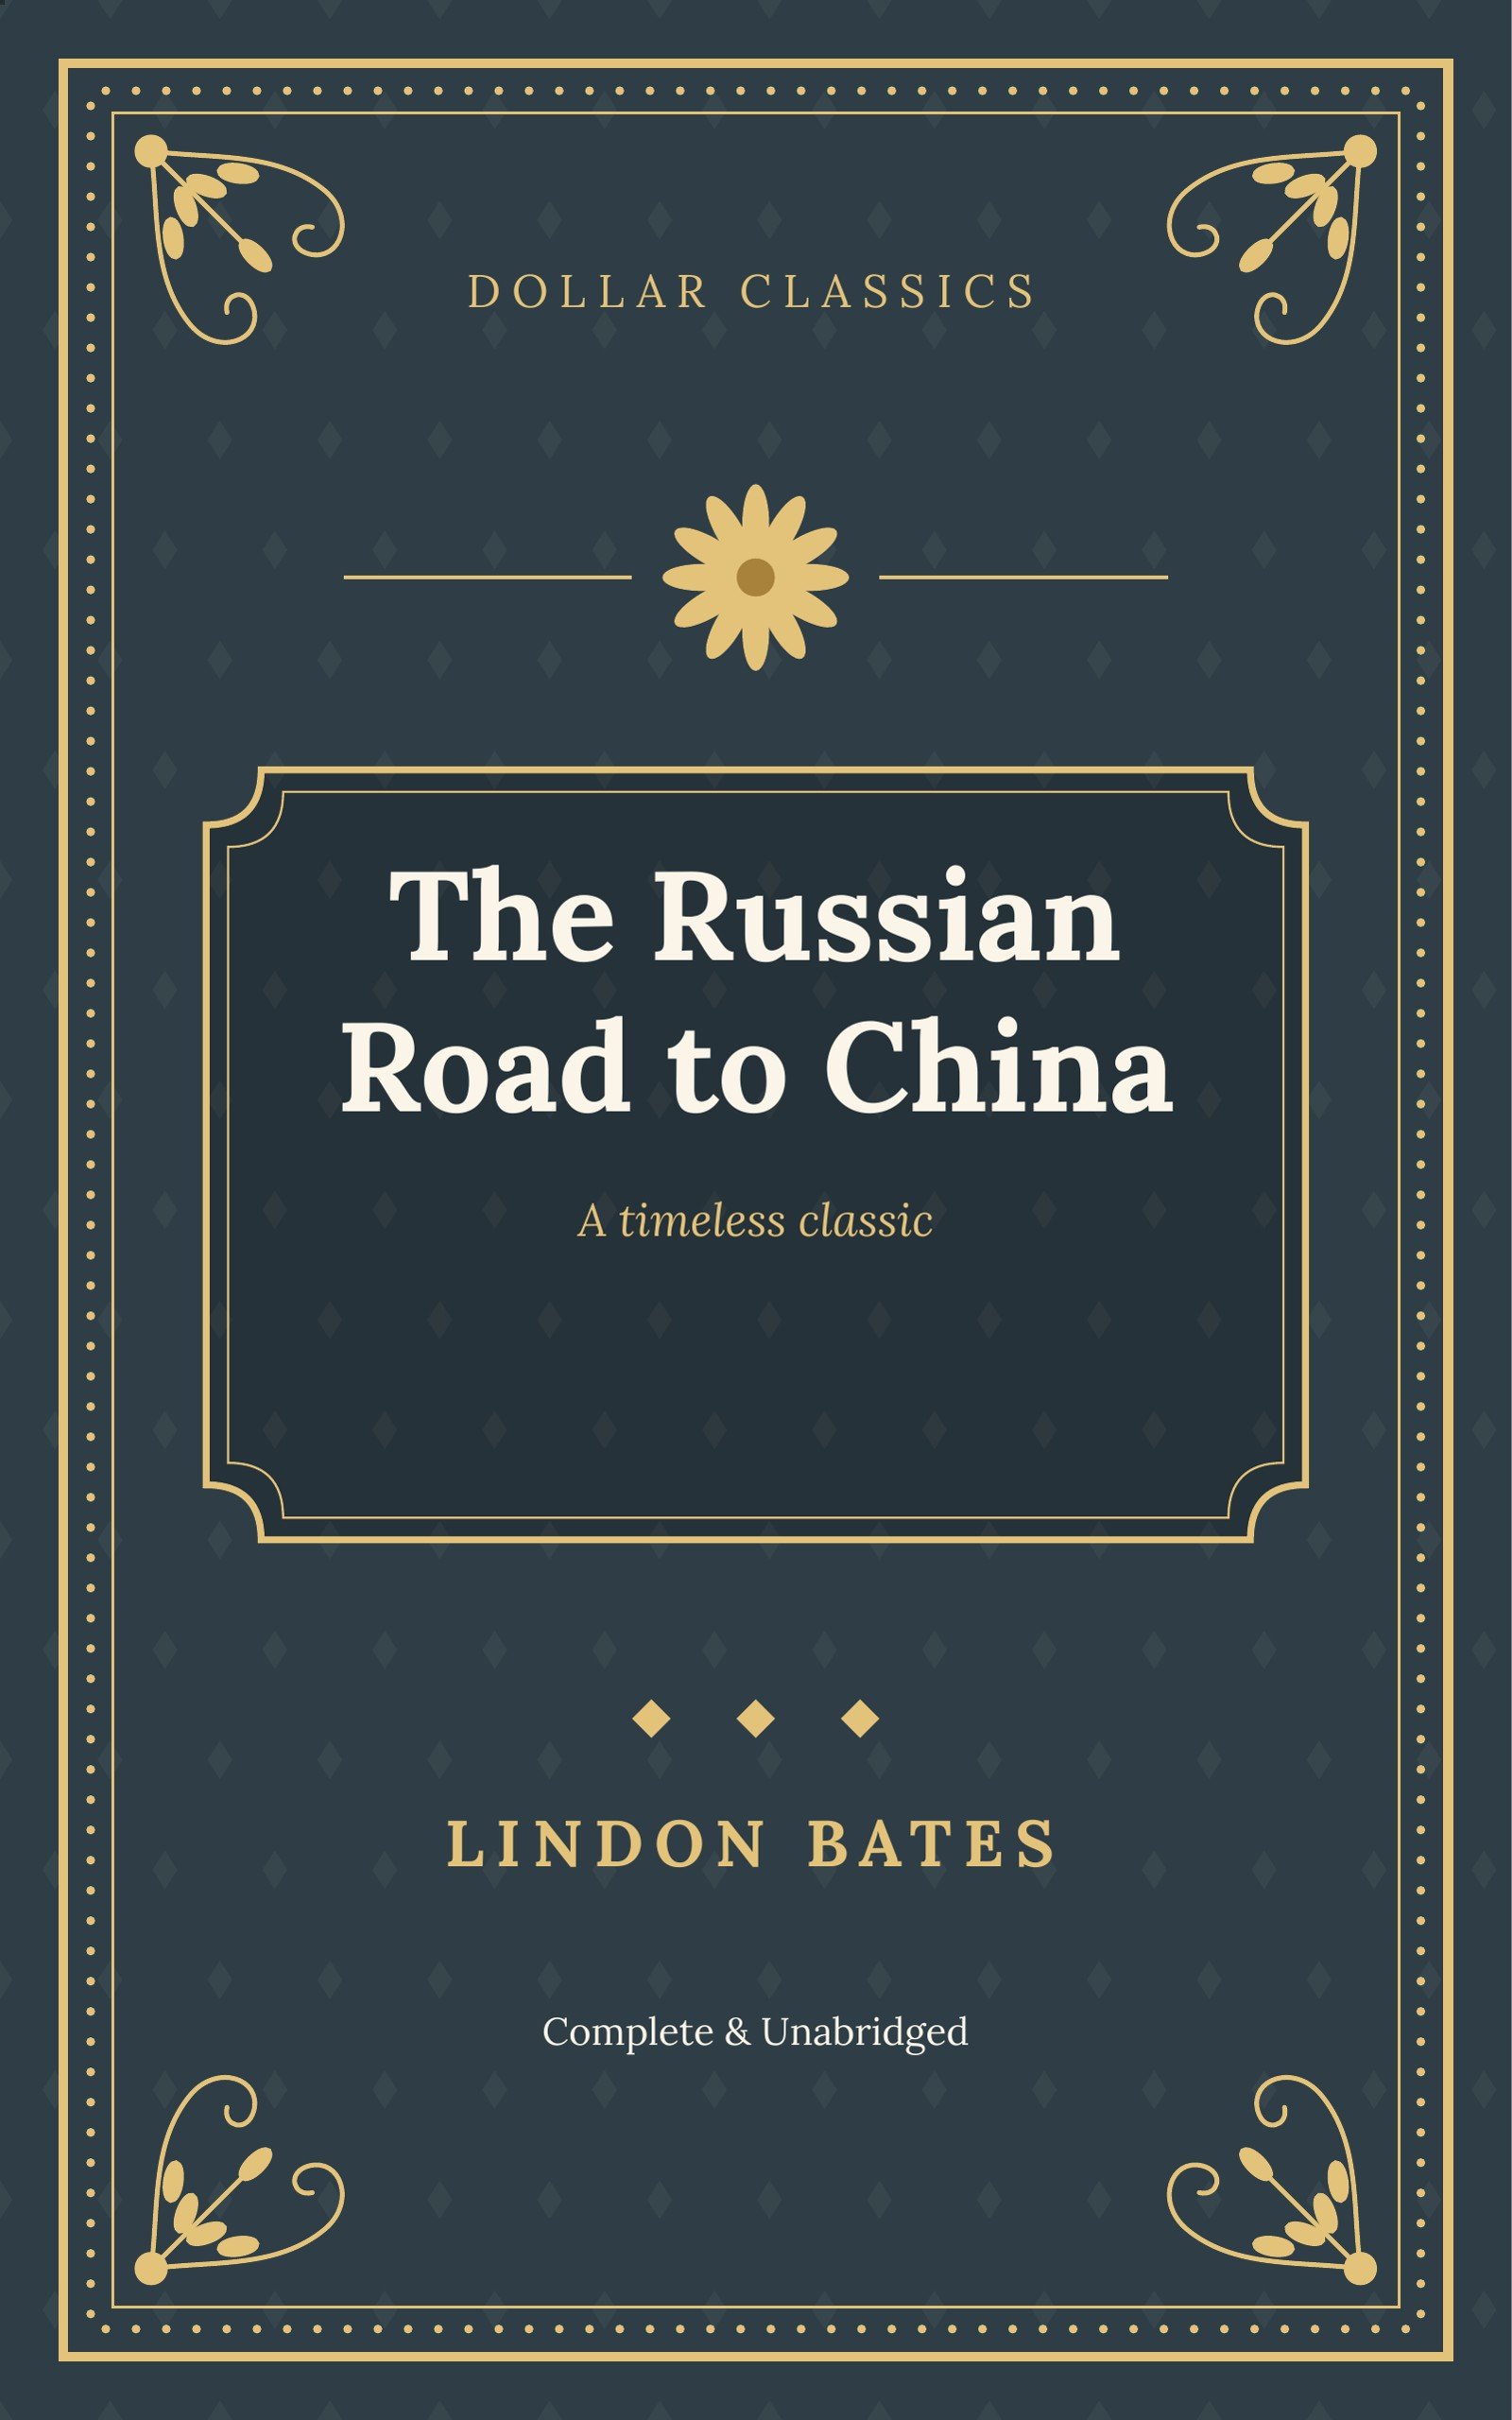 DOLLAR CLASSICS
The Russian
Road to China
A timeless classic
LINDON BATES
Complete & Unabridged